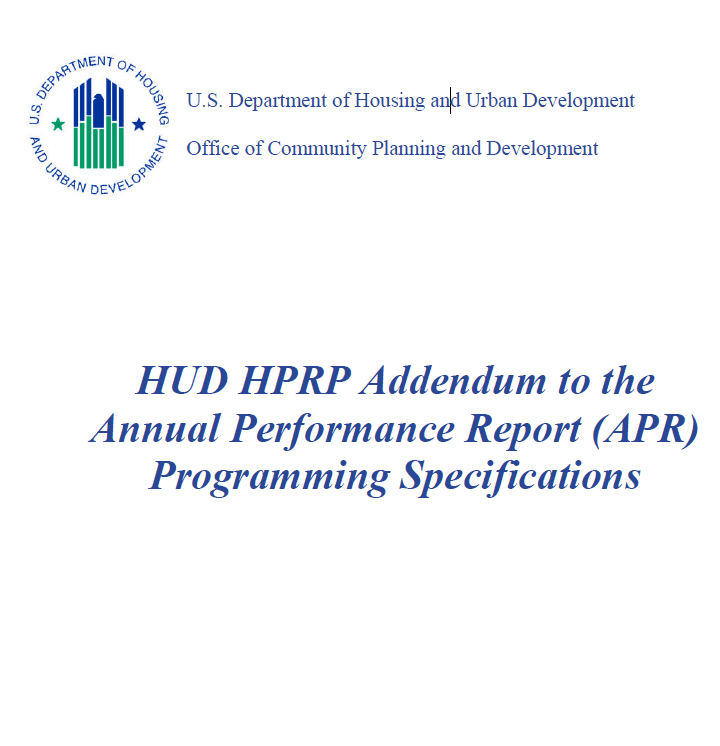 U.S. DEPARTMENT OF HOUSING
AND URBAN DEVELOPMENT
U.S. Department of Housing and Urban Development
Office of Community Planning and Development
HUD HPRP Addendum to the
Annual Performance Report (APR)
Programming Specifications